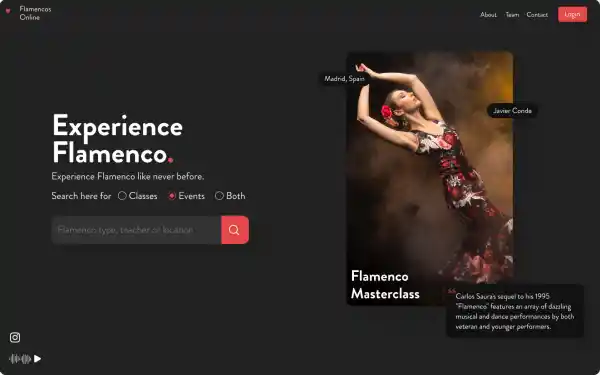 Flamencos
Online
About Team Contact Login
Madrid, Spain
Javier Conde
Experience
Flamenco.
Experience Flamenco like never before.
Search here for Classes Events Both
Flamenco type, teacher or location
Flamenco
Masterclass
“ Carlos Saura's sequel to his 1995
"Flamenco" features an array of dazzling
musical and dance performances by both
veteran and younger performers.